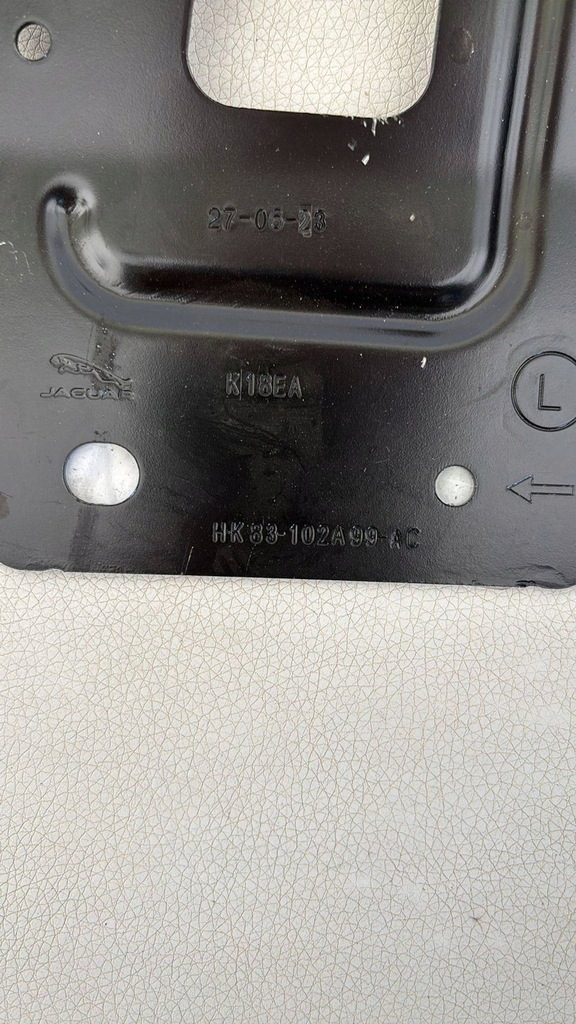 27-05-23
JAGUAR
K18EA
L
HK83-102A99-AC